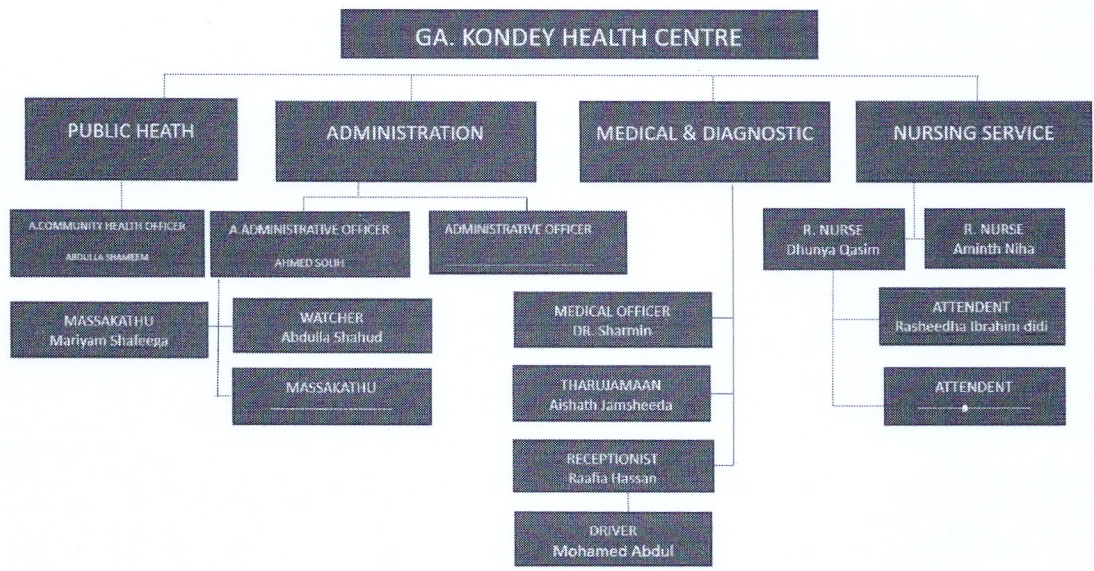 GA. KONDEY HEALTH CENTRE
PUBLIC HEATH
ADMINISTRATION
MEDICAL & DIAGNOSTIC
NURSING SERVICE
A.COMMUNITY HEALTH OFFICER
ABDULLA SHAMEEM
A.ADMINISTRATIVE OFFICER
AHMED SOLIH
ADMINISTRATIVE OFFICER
R. NURSE
Dhunya Qasim
R. NURSE
Aminth Niha
MASSAKATHU
Mariyam Shafeega
WATCHER
Abdulla Shahud
MASSAKATHU
MEDICAL OFFICER
DR. Sharmin
THARUJAMAAN
Aishath Jamsheeda
RECEPTIONIST
Raafia Hassan
DRIVER
Mohamed Abdul
ATTENDENT
Rasheedha Ibrahim didi
ATTENDENT